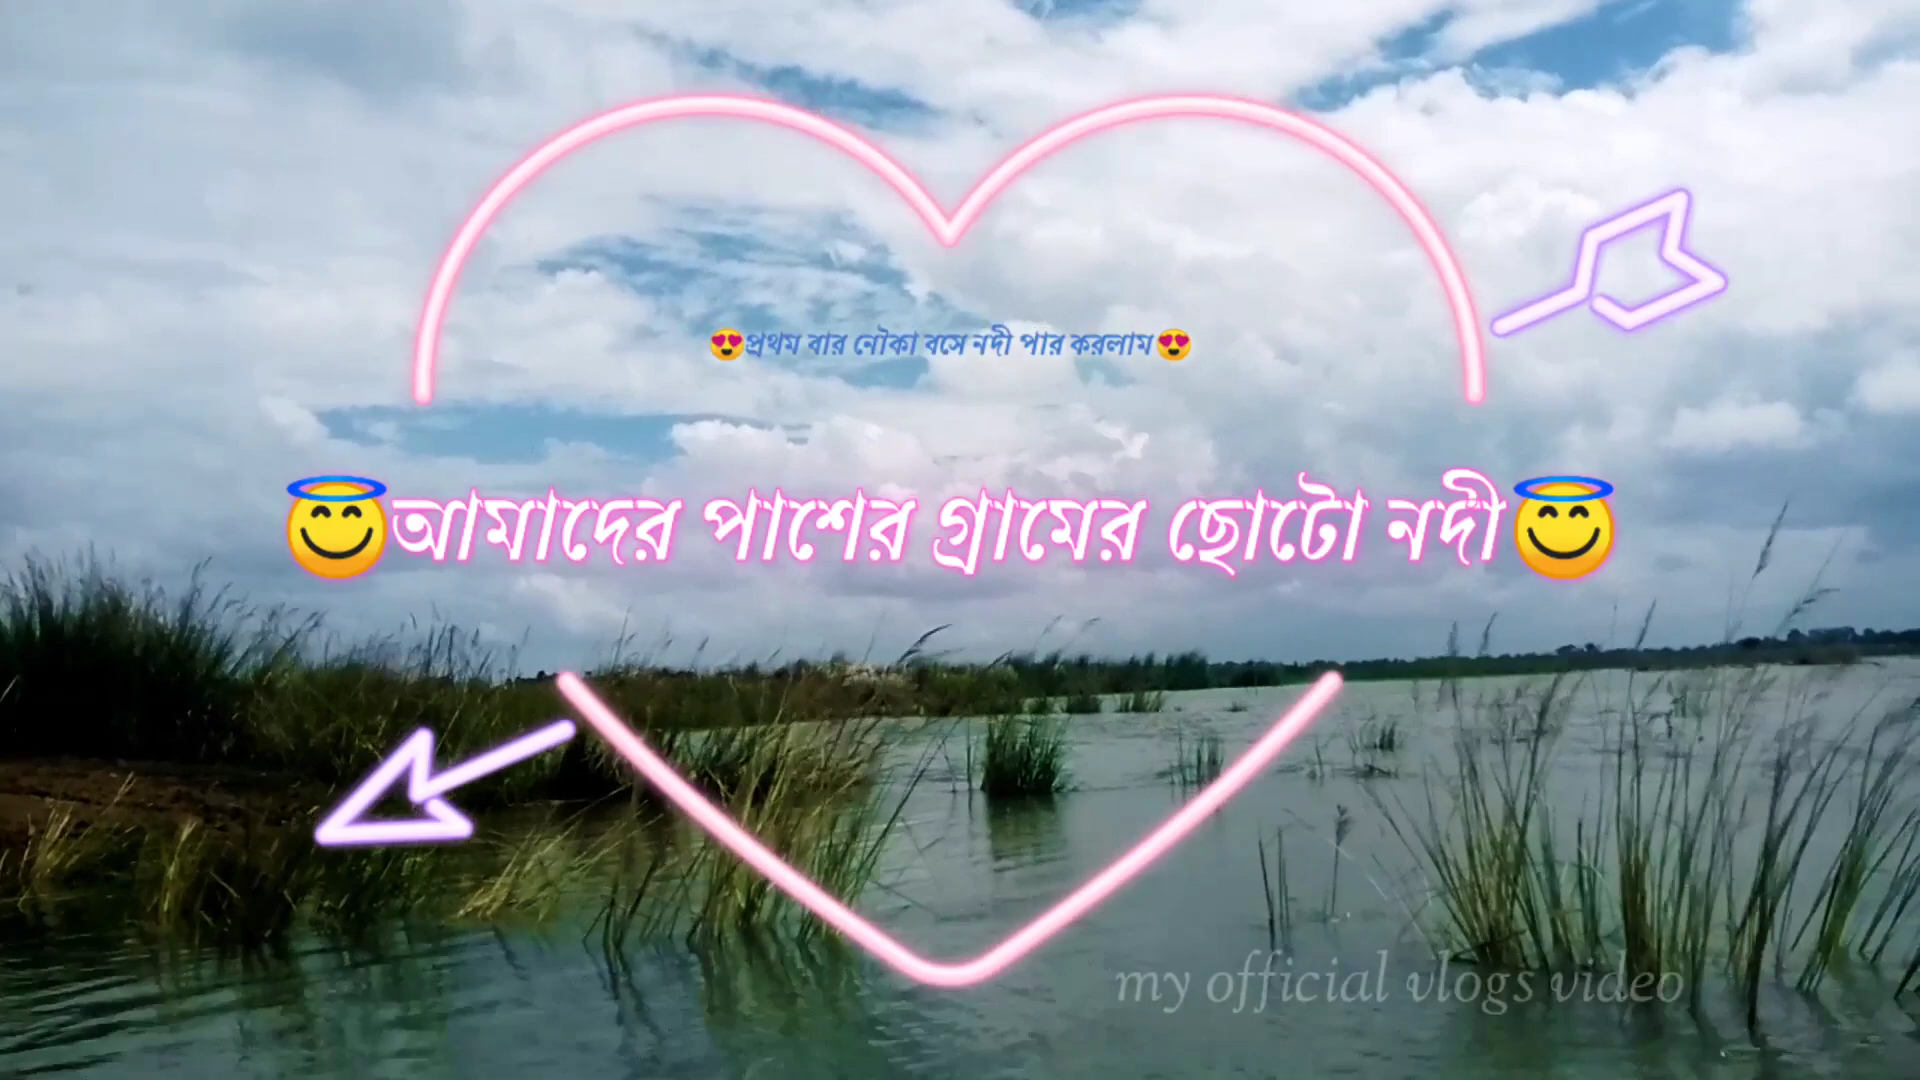 😍প্রথম বার নৌকা বসে নদী পার করলাম😍
😇আমাদের পাশের গ্রামের ছোটো নদী😇
my official vlogs video